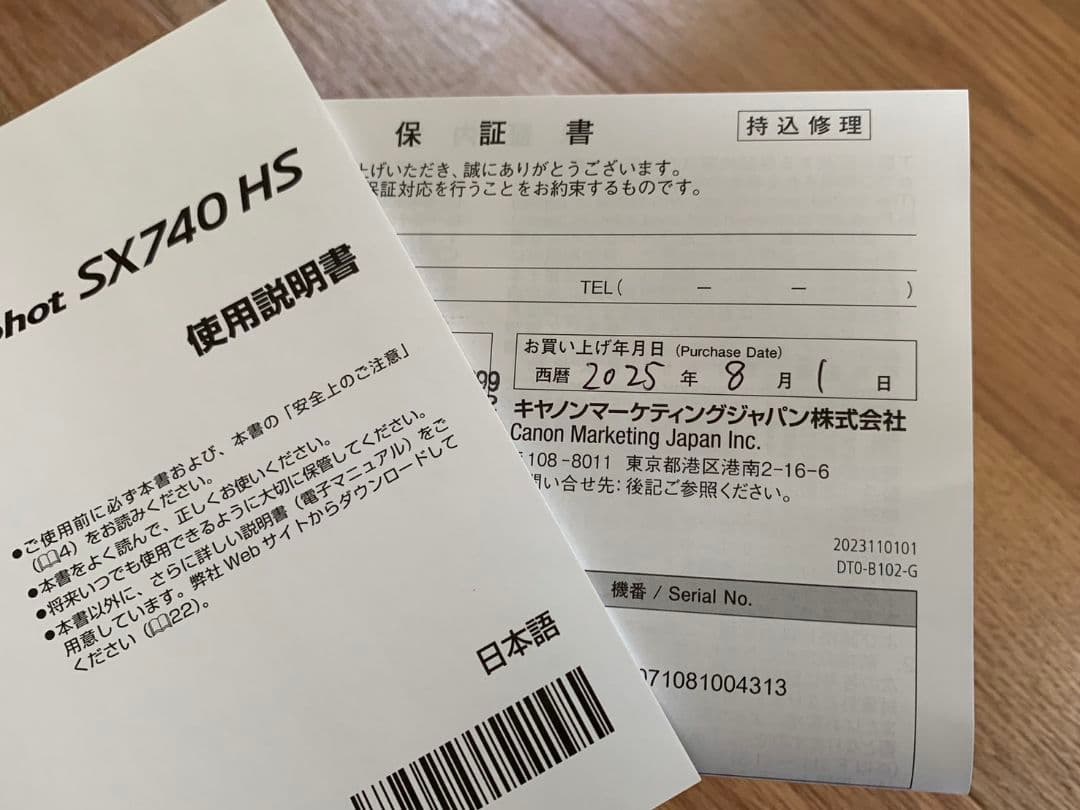 SX740 HS
使用説明書
●ご使用前に必ず本書および、本書の「安全上のご注意」
(4)をお読みください。
●本書をよく読んで、正しくお使いください。
●将来いつでも使用できるように大切に保管してください。
●本書以外に、さらに詳しい説明書(電子マニュアル)をご
用意しています。弊社Webサイトからダウンロードして
ください(22)。
日本語
保証書
持込修理
上げいただき、誠にありがとうございます。
保証対応を行うことをお約束するものです。
TEL( － － )
お買い上げ年月日 (Purchase Date)
西暦 2025 年 8 月 1 日
キヤノンマーケティングジャパン株式会社
Canon Marketing Japan Inc.
〒108-8011 東京都港区港南2-16-6
問い合せ先:後記ご参照ください。
2023110101
DT0-B102-G
機番 / Serial No.
071081004313